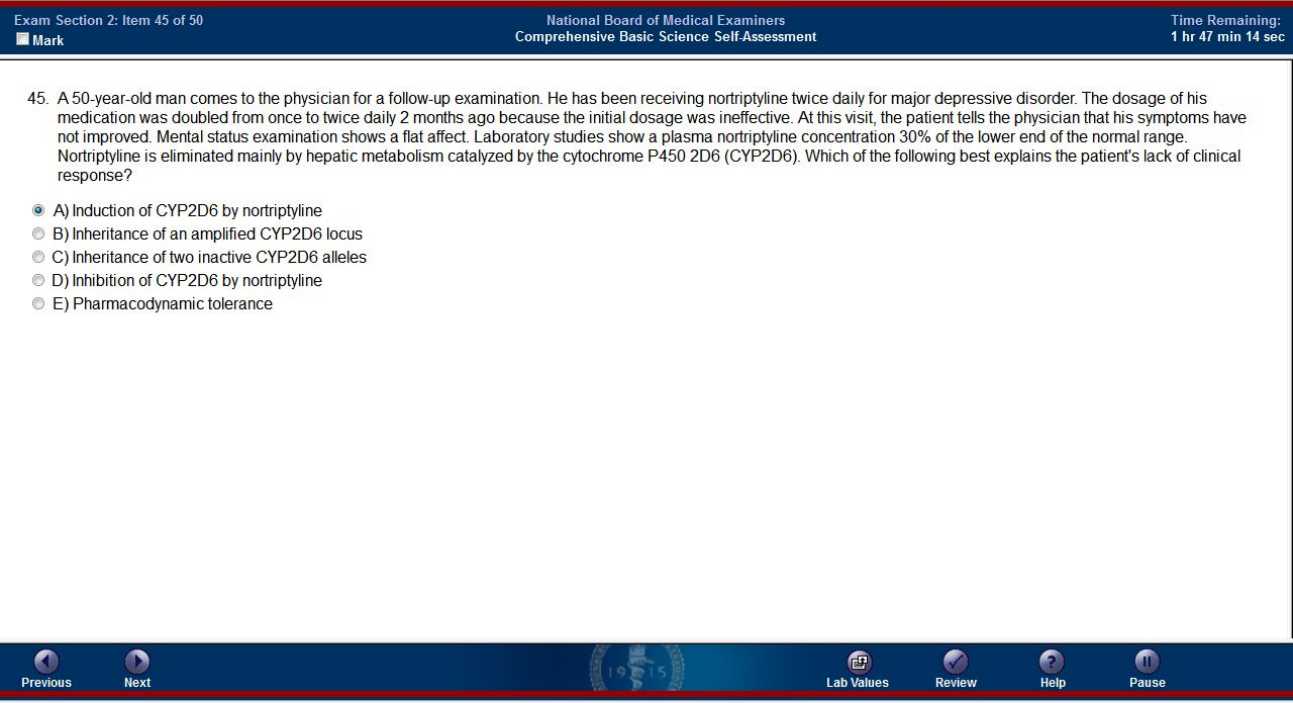 Exam Section 2: Item 45 of 50
National Board of Medical Examiners
Time Remaining:
Mark
Comprehensive Basic Science Self-Assessment
1 hr 47 min 14 sec
45. A 50-year-old man comes to the physician for a follow-up examination. He has been receiving nortriptyline twice daily for major depressive disorder. The dosage of his
medication was doubled from once to twice daily 2 months ago because the initial dosage was ineffective. At this visit, the patient tells the physician that his symptoms have
not improved. Mental status examination shows a flat affect. Laboratory studies show a plasma nortriptyline concentration 30% of the lower end of the normal range.
Nortriptyline is eliminated mainly by hepatic metabolism catalyzed by the cytochrome P450 2D6 (CYP2D6). Which of the following best explains the patient's lack of clinical
response?
A) Induction of CYP2D6 by nortriptyline
B) Inheritance of an amplified CYP2D6 locus
C) Inheritance of two inactive CYP2D6 alleles
D) Inhibition of CYP2D6 by nortriptyline
E) Pharmacodynamic tolerance
1915
Previous
Next
Lab Values
Review
Help
Pause